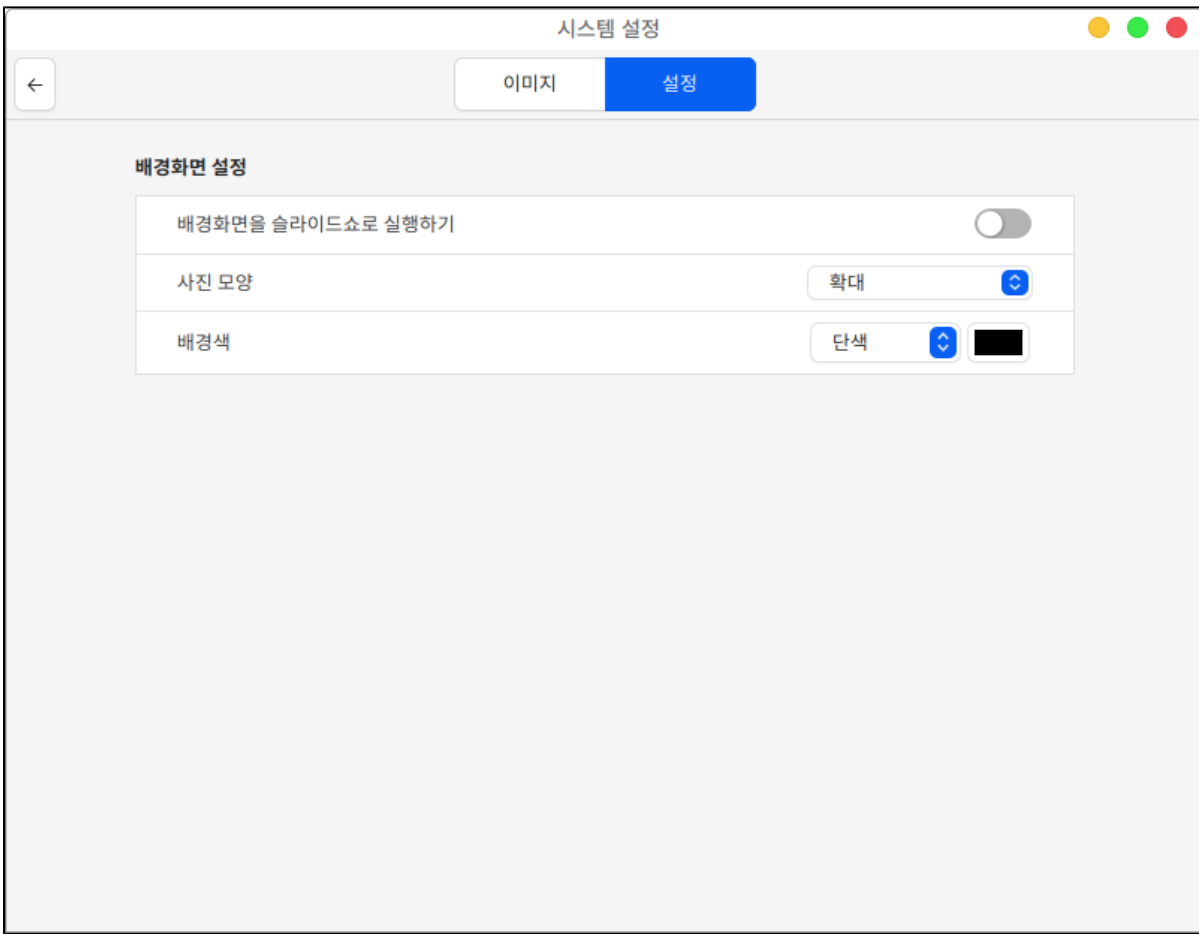 시스템 설정
이미지 설정
배경화면 설정
배경화면을 슬라이드쇼로 실행하기
사진 모양 확대
배경색 단색